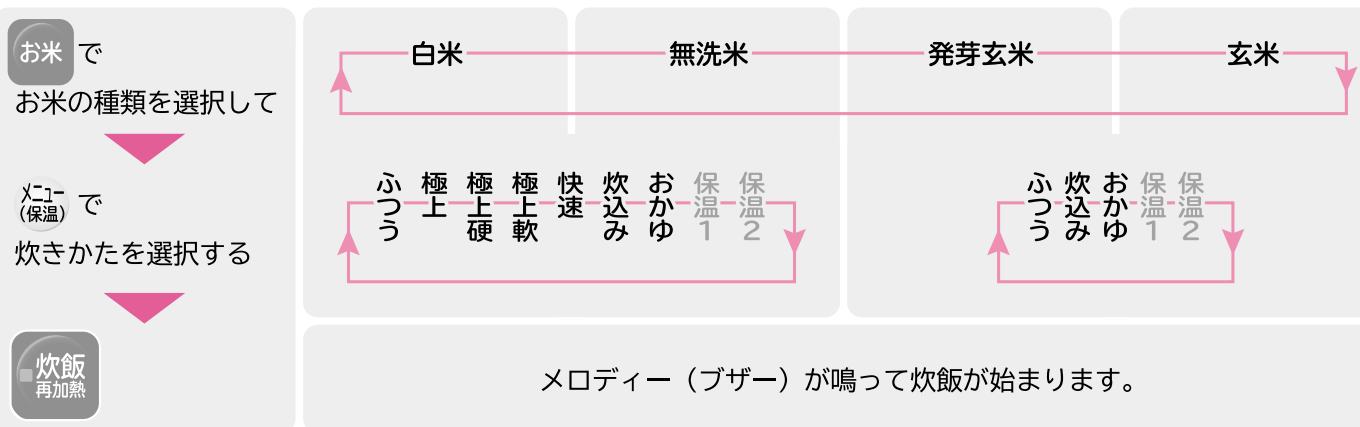 お米 で
お米の種類を選択して
メニュー
(保温) で
炊きかたを選択する
炊飯
再加熱
白米 無洗米 発芽玄米 玄米
ふつう 極上 極上硬 極上軟 快速 炊込み おかゆ 保温1 保温2
ふつう 炊込み おかゆ 保温1 保温2
メロディー（ブザー）が鳴って炊飯が始まります。